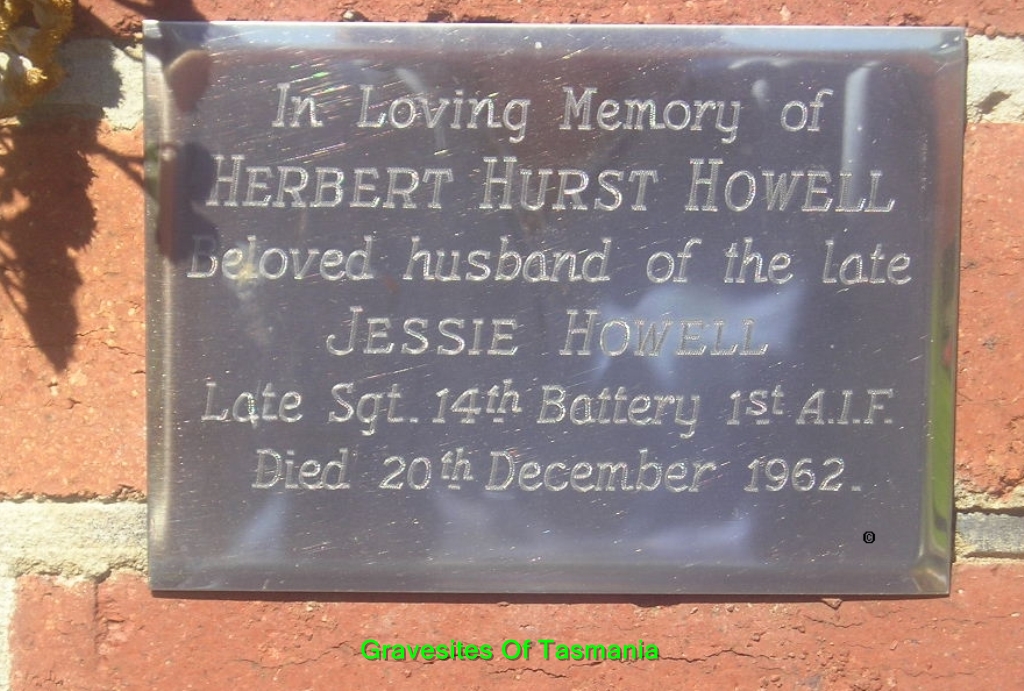 In Loving Memory of
HERBERT HURST HOWELL
Beloved husband of the late
JESSIE HOWELL
Late Sgt. 14th Battery 1st A.I.F.
Died 20th December 1962.
©
Gravesites Of Tasmania